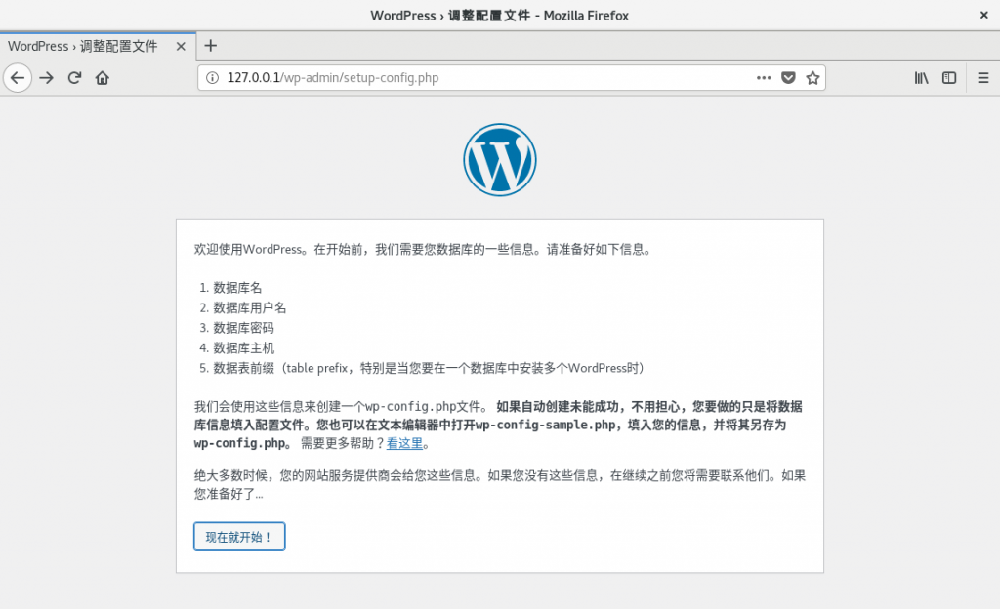 WordPress › 调整配置文件 - Mozilla Firefox
WordPress › 调整配置文件
127.0.0.1/wp-admin/setup-config.php
欢迎使用WordPress。在开始前，我们需要您数据库的一些信息。请准备好如下信息。
1. 数据库名
2. 数据库用户名
3. 数据库密码
4. 数据库主机
5. 数据表前缀（table prefix，特别是当您要在一个数据库中安装多个WordPress时）
我们会使用这些信息来创建一个wp-config.php文件。 如果自动创建未能成功，不用担心，您要做的只是将数据
库信息填入配置文件。您也可以在文本编辑器中打开wp-config-sample.php，填入您的信息，并将其另存为
wp-config.php。 需要更多帮助？看这里。
绝大多数时候，您的网站服务提供商会给您这些信息。如果您没有这些信息，在继续之前您将需要联系他们。如果
您准备好了…
现在就开始！